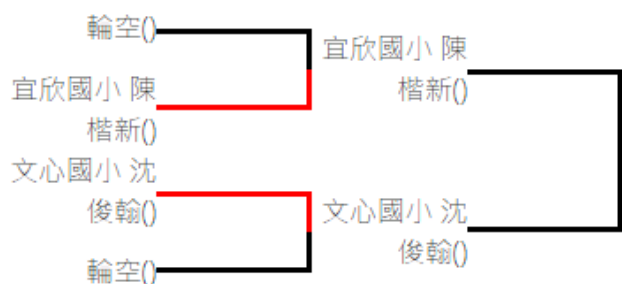 輪空()
宜欣國小 陳
楷新()
文心國小 沈
俊翰()
輪空()
宜欣國小 陳
楷新()
文心國小 沈
俊翰()